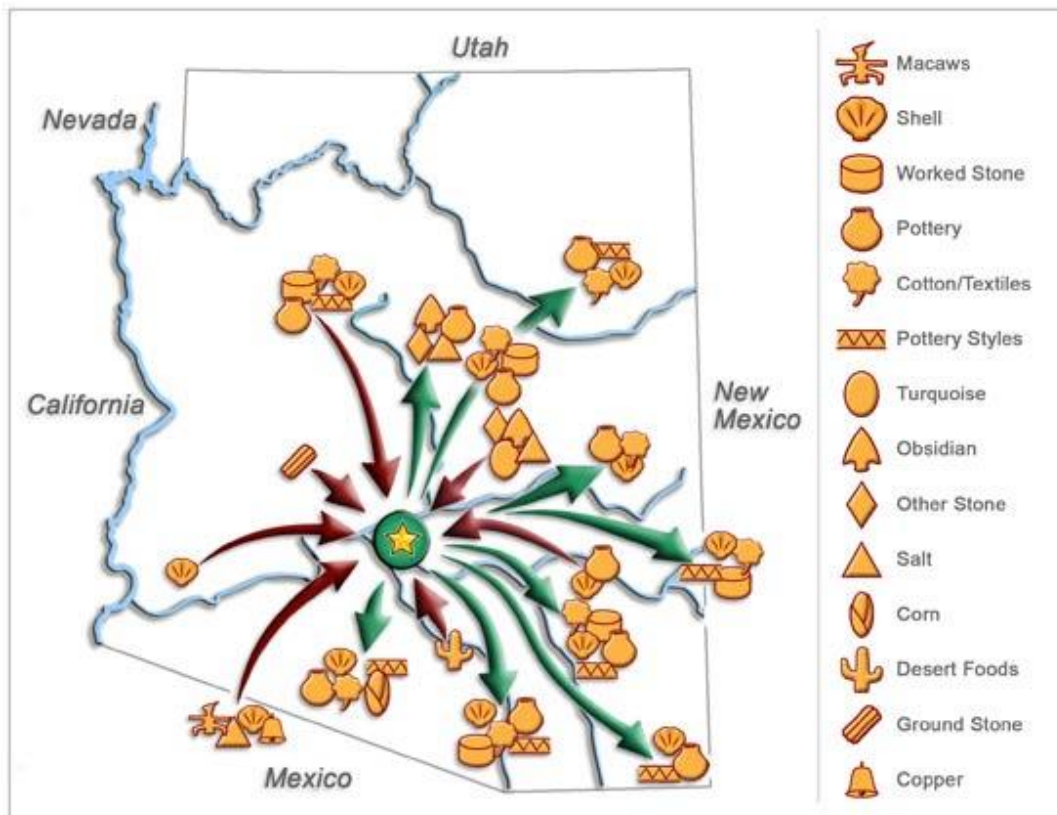 Utah
Nevada
California
New
Mexico
Mexico
Macaws
Shell
Worked Stone
Pottery
Cotton/Textiles
Pottery Styles
Turquoise
Obsidian
Other Stone
Salt
Corn
Desert Foods
Ground Stone
Copper